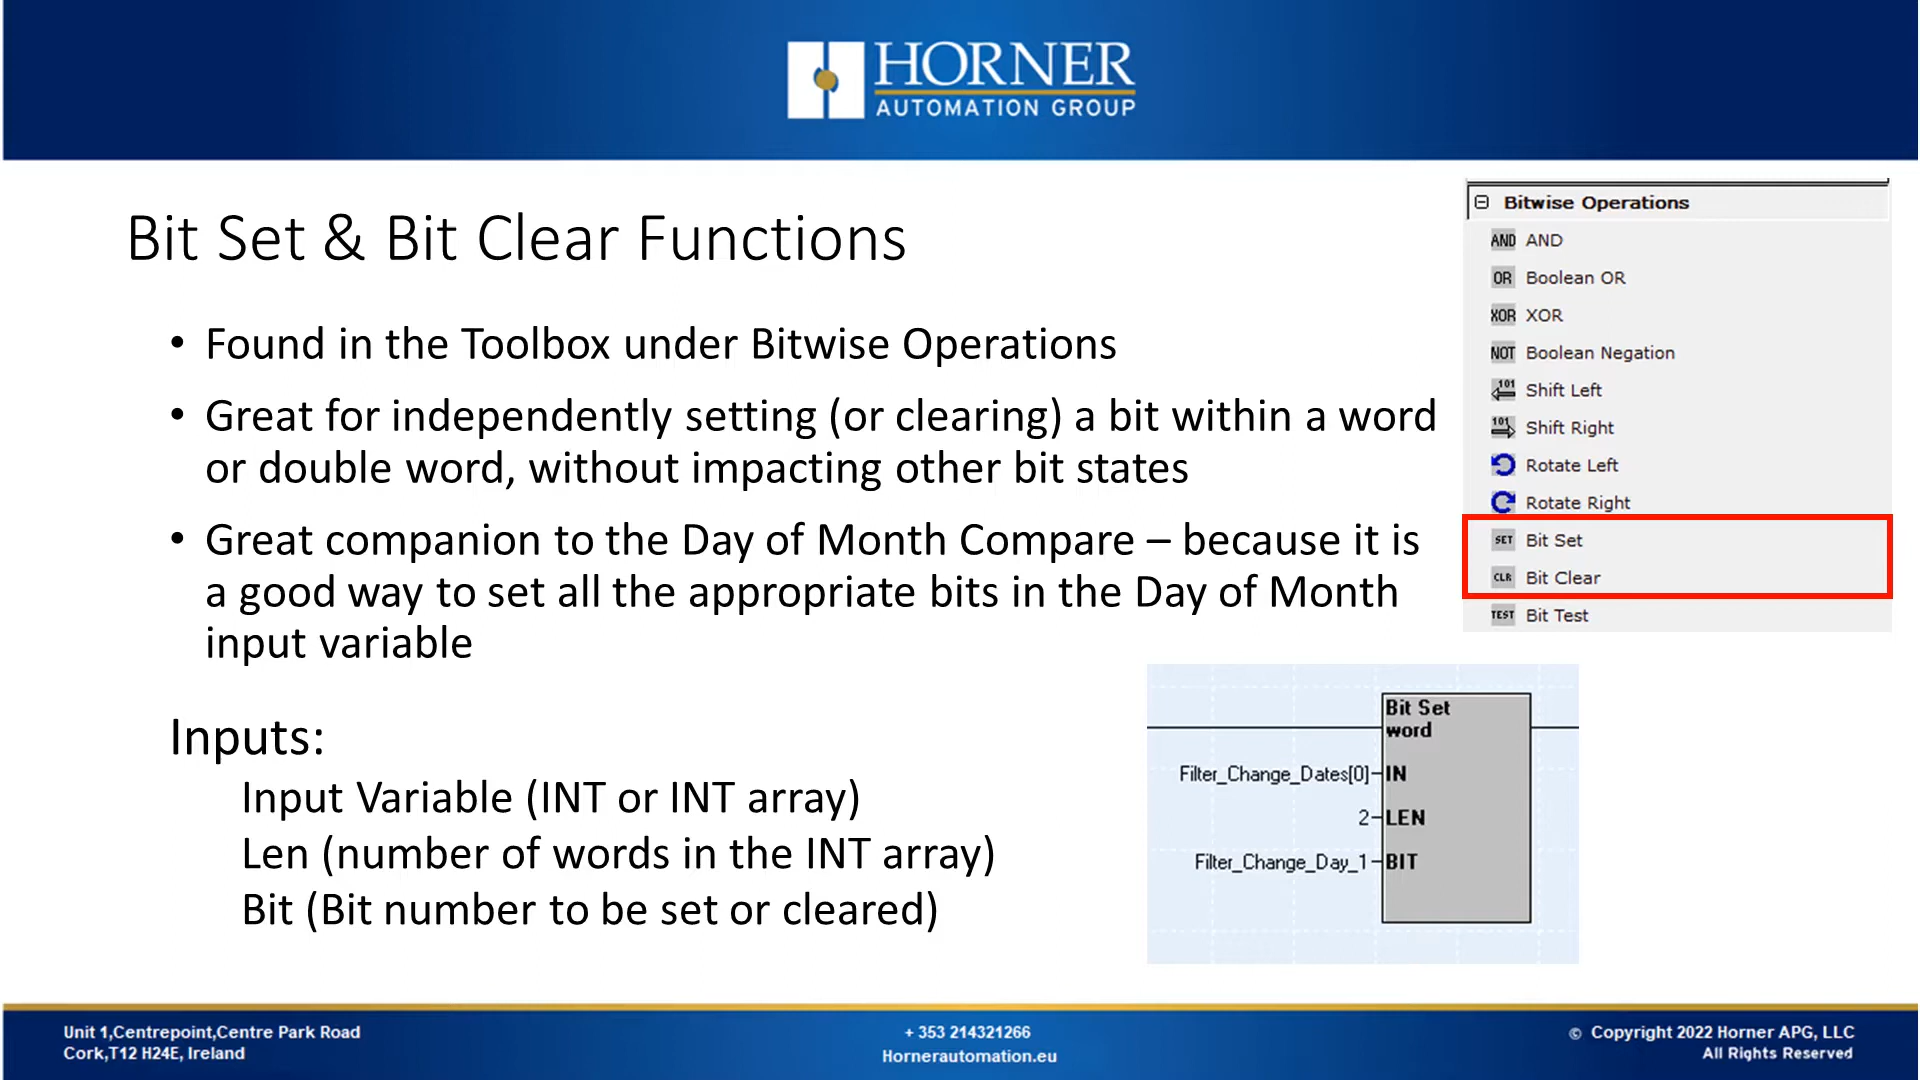 HORNER
AUTOMATION GROUP
Bit Set & Bit Clear Functions
• Found in the Toolbox under Bitwise Operations
• Great for independently setting (or clearing) a bit within a word
or double word, without impacting other bit states
• Great companion to the Day of Month Compare – because it is
a good way to set all the appropriate bits in the Day of Month
input variable
Inputs:
Input Variable (INT or INT array)
Len (number of words in the INT array)
Bit (Bit number to be set or cleared)
Bitwise Operations
AND AND
OR Boolean OR
XOR XOR
NOT Boolean Negation
101 Shift Left
101 Shift Right
Rotate Left
Rotate Right
SET Bit Set
CLR Bit Clear
TEST Bit Test
Bit Set
word
Filter_Change_Dates[0] IN
2 LEN
Filter_Change_Day_1 BIT
Unit 1,Centrepoint,Centre Park Road
Cork,T12 H24E, Ireland
+ 353 214321266
Hornerautomation.eu
© Copyright 2022 Horner APG, LLC
All Rights Reserved